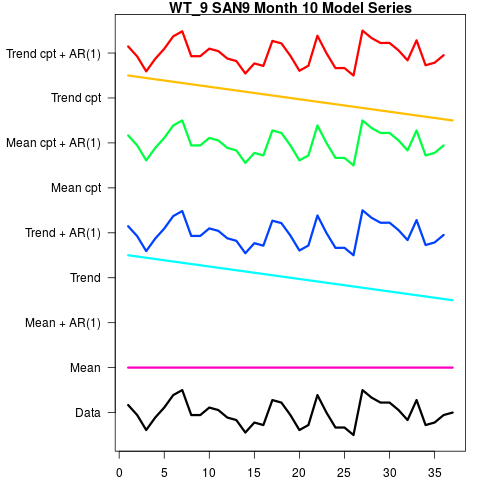 WT_9 SAN9 Month 10 Model Series
Trend cpt + AR(1)
Trend cpt
Mean cpt + AR(1)
Mean cpt
Trend + AR(1)
Trend
Mean + AR(1)
Mean
Data
0 5 10 15 20 25 30 35